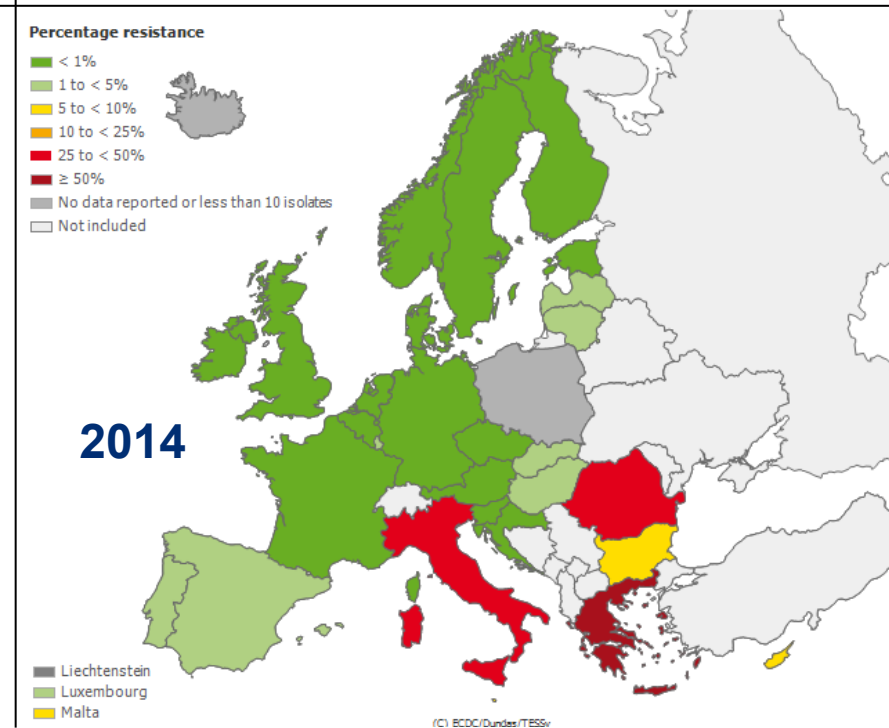 Percentage resistance
< 1%
1 to < 5%
5 to < 10%
10 to < 25%
25 to < 50%
≥ 50%
No data reported or less than 10 isolates
Not included
2014
Liechtenstein
Luxembourg
Malta
(C) ECDC/Dundas/TESSy